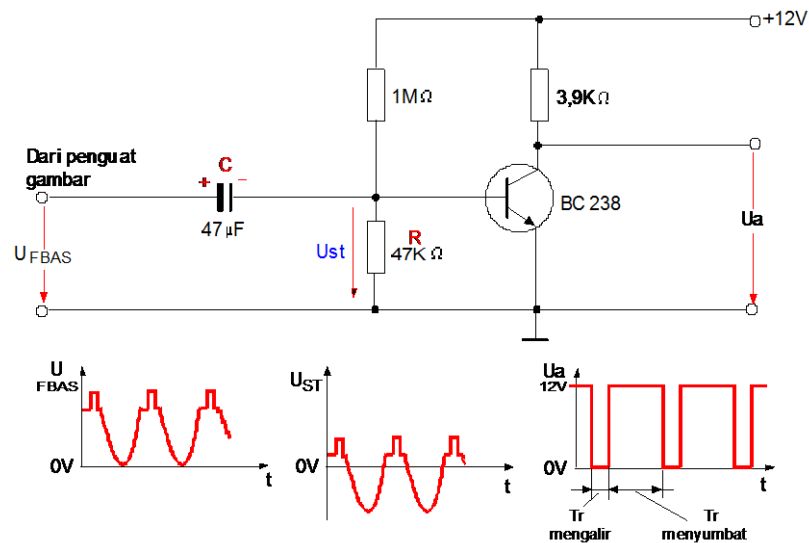 +12V
1MΩ
3,9KΩ
Dari penguat
gambar
C
+ −
47 µF
BC 238
Ua
U FBAS
Ust
R
47KΩ
U
FBAS
0V
t
UST
0V
t
Ua
12V
0V
t
Tr
mengalir
Tr
menyumbat